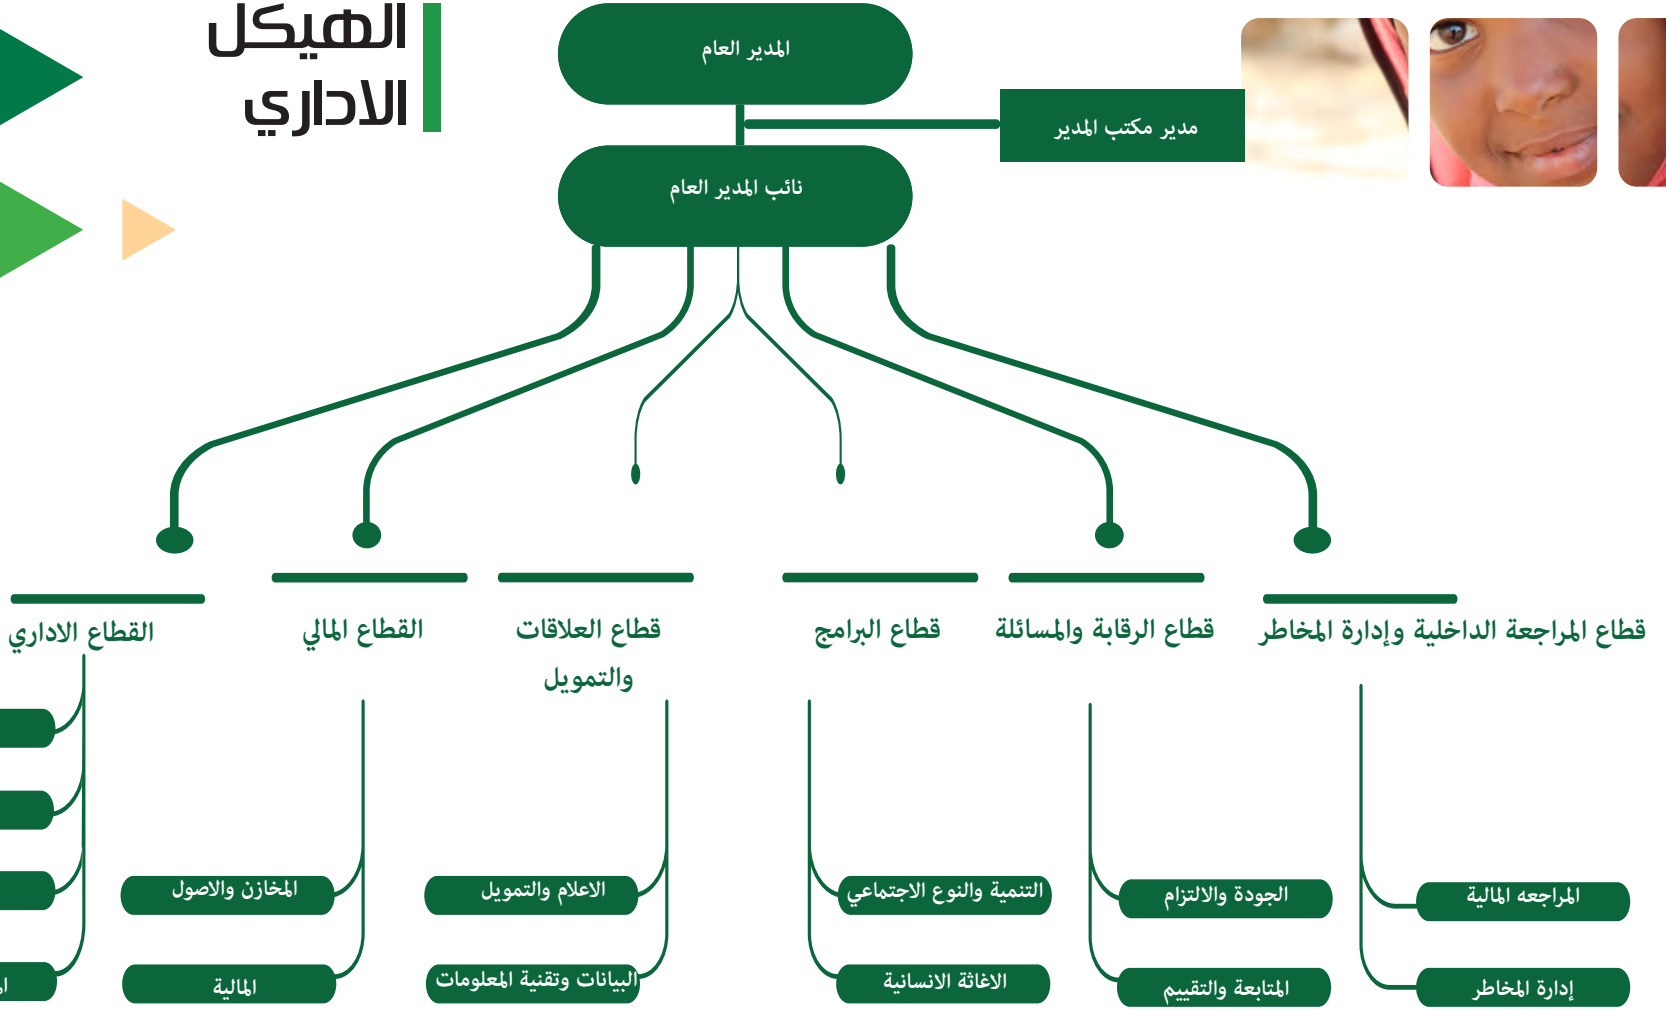 الهيكل
الاداري
المدير العام
مدير مكتب المدير
نائب المدير العام
قطاع المراجعة الداخلية وإدارة المخاطر
قطاع الرقابة والمسائلة
قطاع البرامج
قطاع العلاقات
والتمويل
القطاع المالي
القطاع الاداري
المراجعه المالية
الجودة والالتزام
التنمية والنوع الاجتماعي
الاعلام والتمويل
المخازن والاصول
إدارة المخاطر
المتابعة والتقييم
الاغاثة الانسانية
البيانات وتقنية المعلومات
المالية